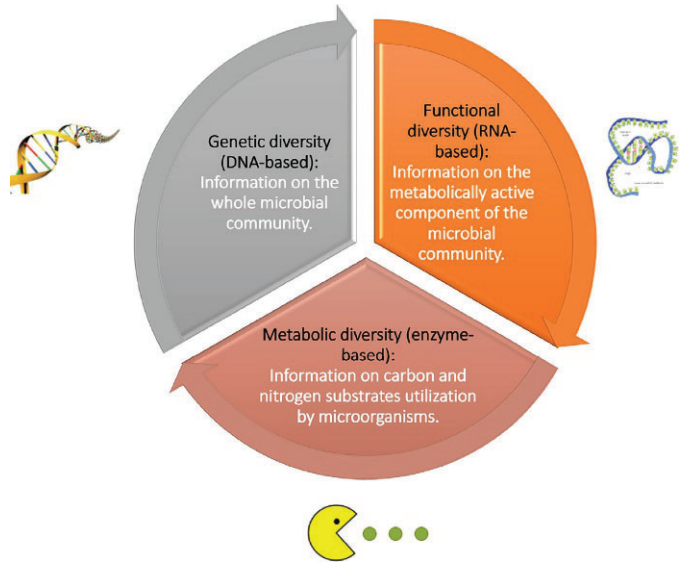 Genetic diversity
(DNA-based):
Information on the
whole microbial
community.
Functional
diversity (RNA-
based):
Information on the
metabolically active
component of the
microbial
community.
Metabolic diversity (enzyme-
based):
Information on carbon and
nitrogen substrates utilization
by microorganisms.